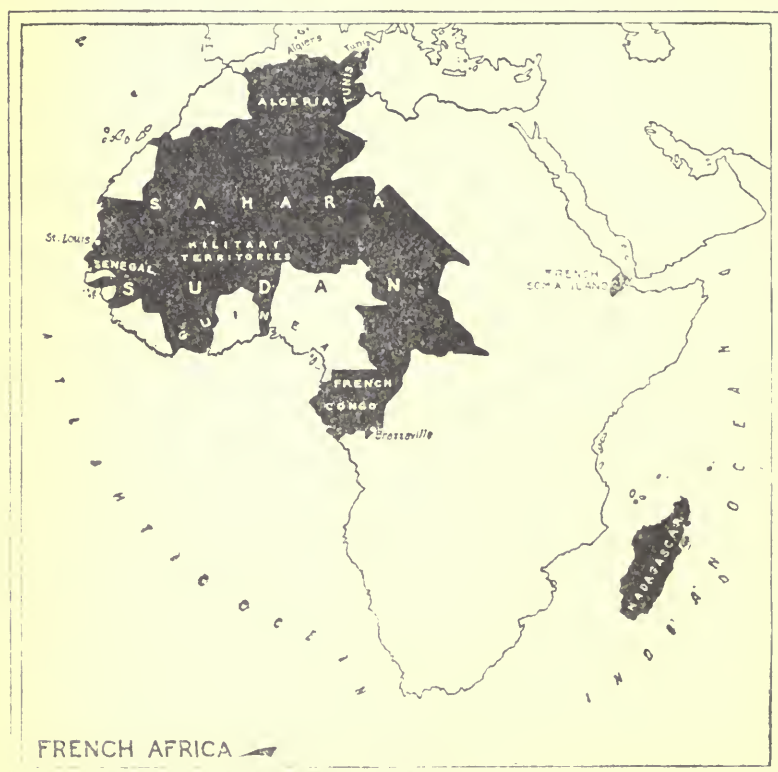 Algiers
Tunis
ALGERIA
TUNIS
SAHARA
St. Louis
MILITARY
TERRITORIES
SENEGAL
SUDAN
GUINEA
FRENCH
SOMALILAND
FRENCH
CONGO
Brazzaville
MADAGASCAR
ATLANTIC OCEAN
INDIAN OCEAN
FRENCH AFRICA